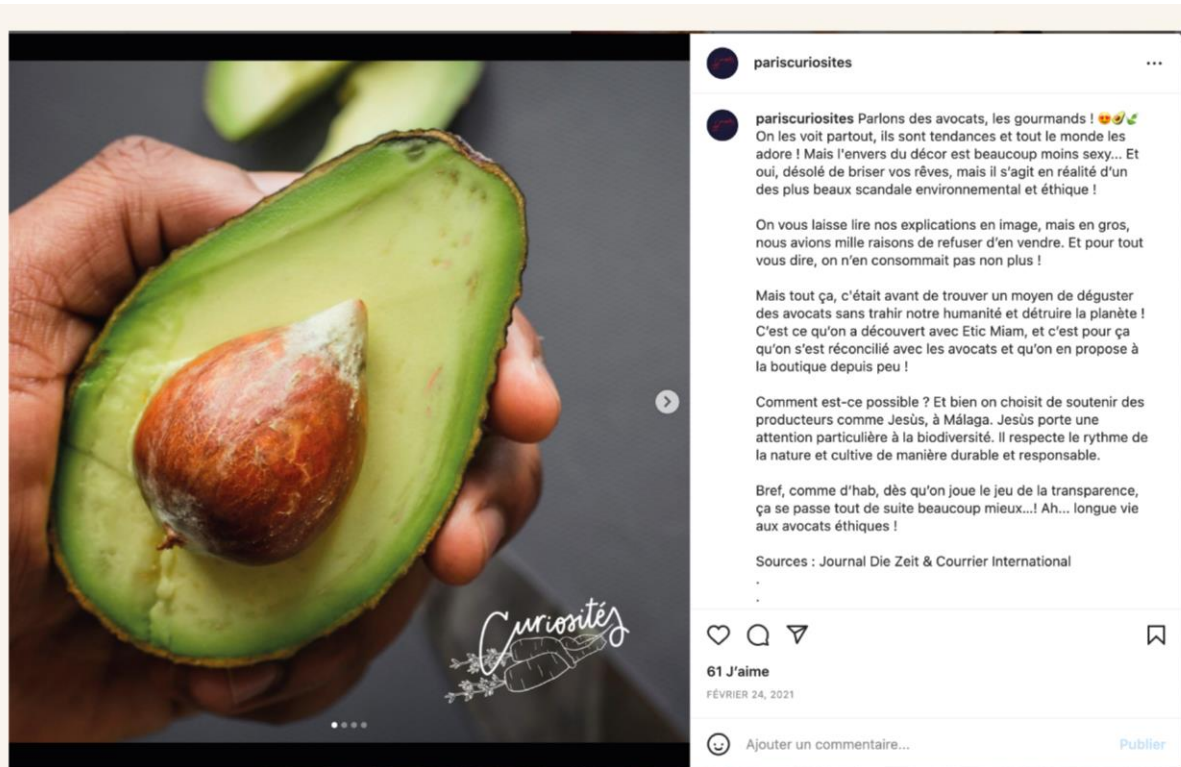 pariscuriosites
pariscuriosites Parlons des avocats, les gourmands ! 😍🥑🌿
On les voit partout, ils sont tendances et tout le monde les
adore ! Mais l'envers du décor est beaucoup moins sexy... Et
oui, désolé de briser vos rêves, mais il s'agit en réalité d'un
des plus beaux scandale environnemental et éthique !
On vous laisse lire nos explications en image, mais en gros,
nous avions mille raisons de refuser d'en vendre. Et pour tout
vous dire, on n'en consommait pas non plus !
Mais tout ça, c'était avant de trouver un moyen de déguster
des avocats sans trahir notre humanité et détruire la planète !
C'est ce qu'on a découvert avec Etic Miam, et c'est pour ça
qu'on s'est réconcilié avec les avocats et qu'on en propose à
la boutique depuis peu !
Comment est-ce possible ? Et bien on choisit de soutenir des
producteurs comme Jesùs, à Málaga. Jesùs porte une
attention particulière à la biodiversité. Il respecte le rythme de
la nature et cultive de manière durable et responsable.
Bref, comme d'hab, dès qu'on joue le jeu de la transparence,
ça se passe tout de suite beaucoup mieux...! Ah... longue vie
aux avocats éthiques !
Sources : Journal Die Zeit & Courrier International
.
.
61 J'aime
FÉVRIER 24, 2021
Ajouter un commentaire...
Publier
Curiosités